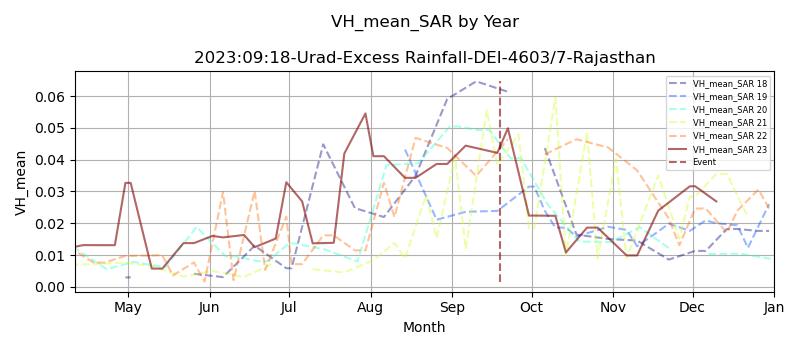 VH_mean_SAR by Year
2023:09:18-Urad-Excess Rainfall-DEI-4603/7-Rajasthan
VH_mean
0.06
0.05
0.04
0.03
0.02
0.01
0.00
VH_mean_SAR 18
VH_mean_SAR 19
VH_mean_SAR 20
VH_mean_SAR 21
VH_mean_SAR 22
VH_mean_SAR 23
Event
May Jun Jul Aug Sep Oct Nov Dec Jan
Month